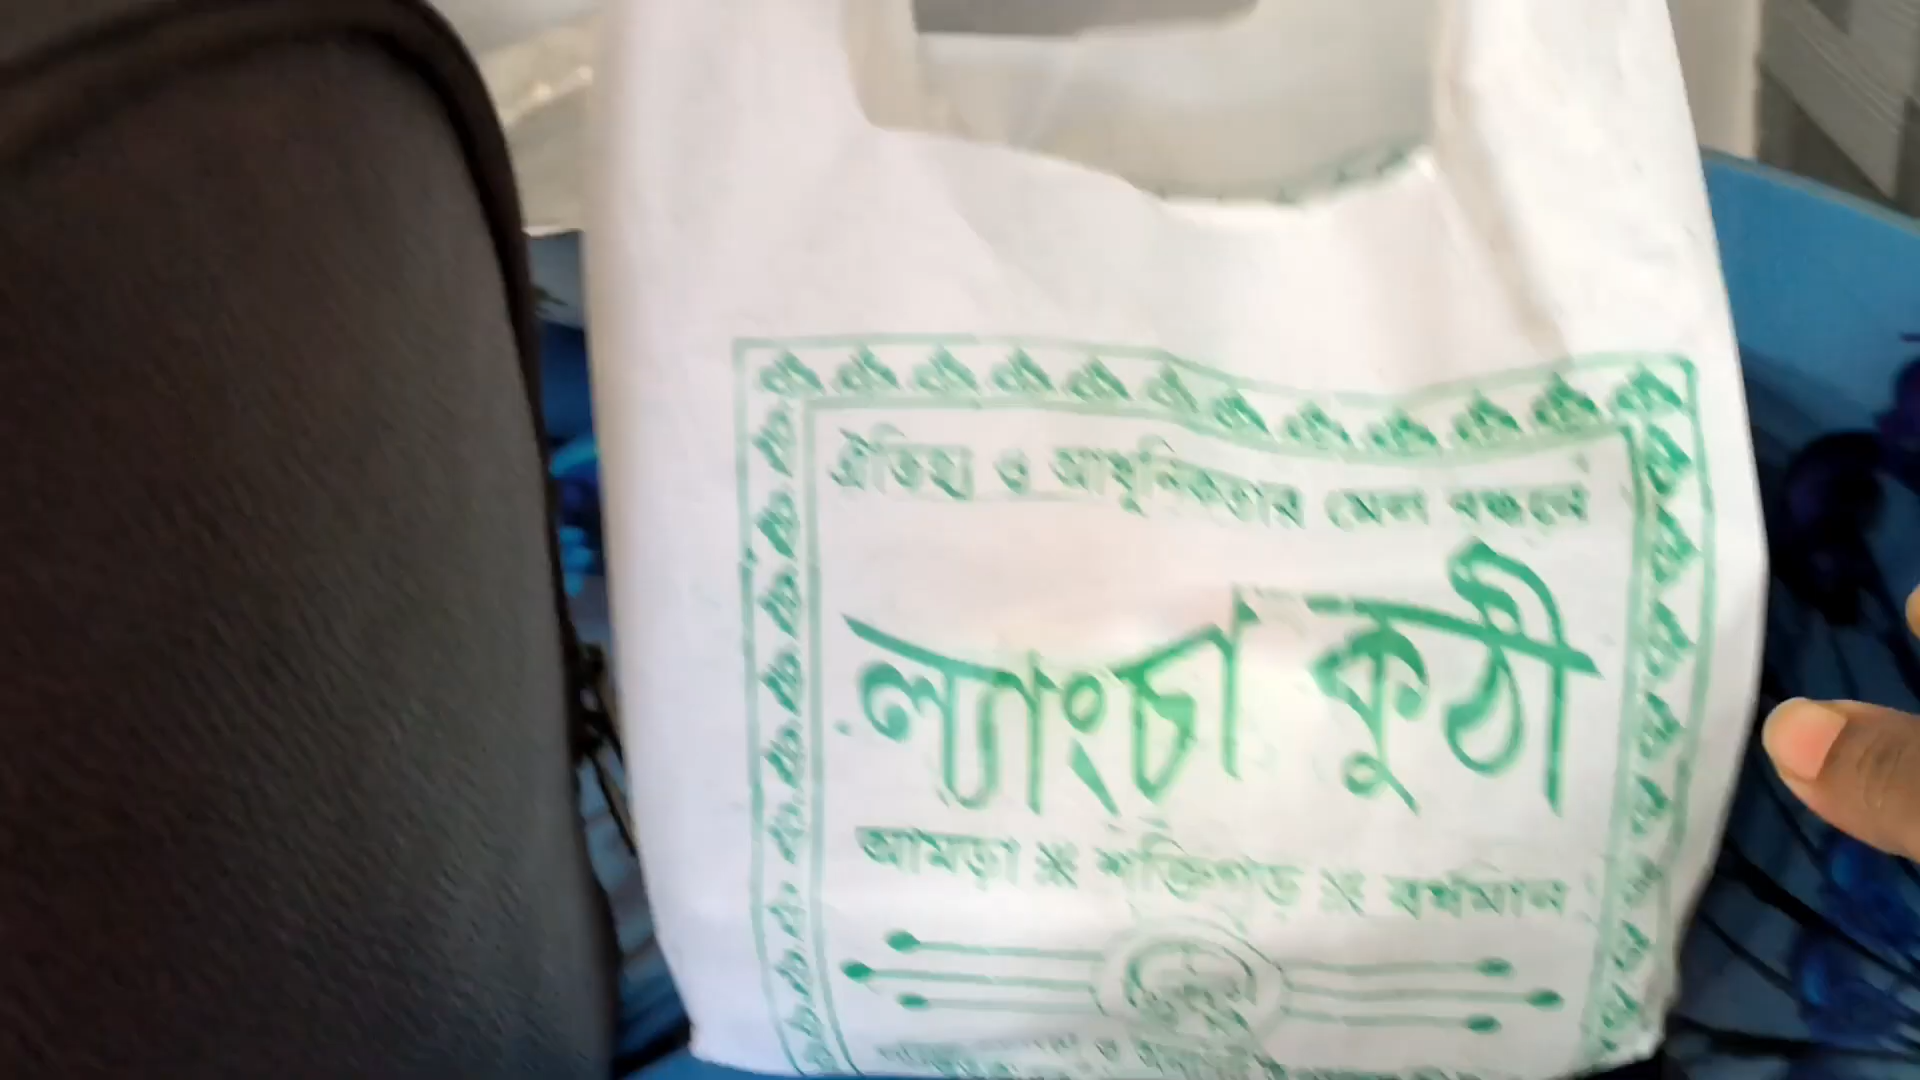 ঐতিহ্য ও আধুনিকতার মেল বন্ধনে
ল্যাংচা কুঠী
আমড়া ※ শক্তিগড় ※ বর্ধমান